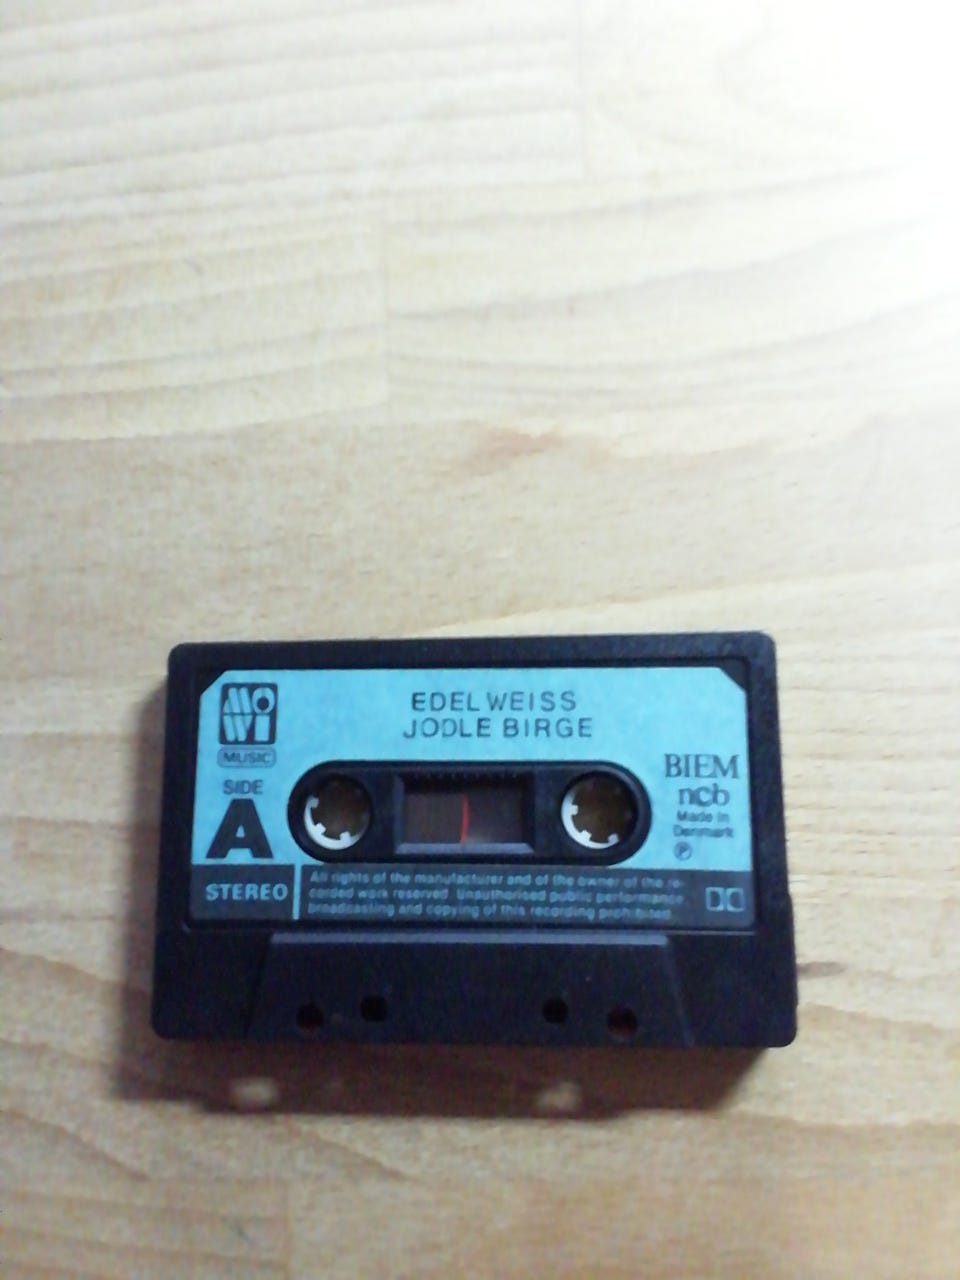 MOWI
MUSIC
SIDE
A
STEREO
EDELWEISS
JODLE BIRGE
BIEM
ncb
Made in
Denmark
℗
All rights of the manufacturer and of the owner of the re-
corded work reserved. Unauthorised public performance
broadcasting and copying of this recording prohibited.